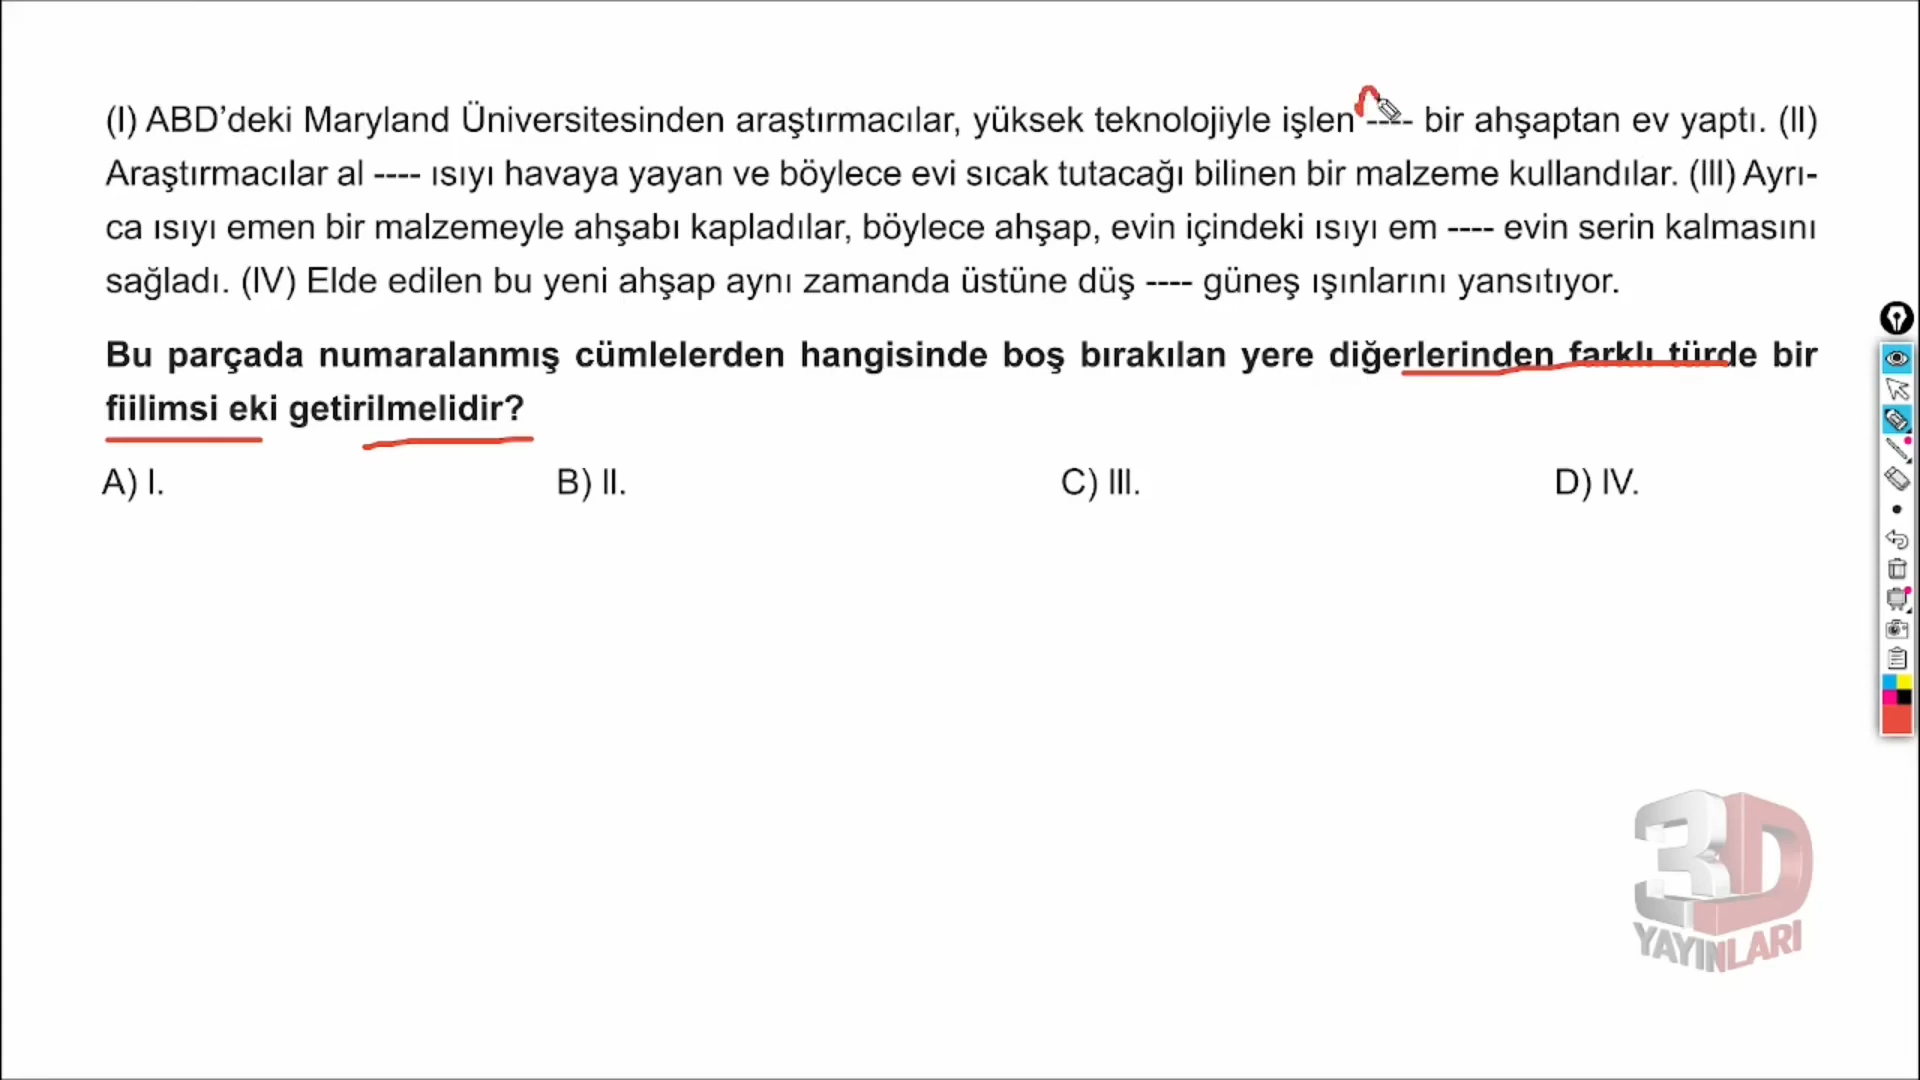 (I) ABD’deki Maryland Üniversitesinden araştırmacılar, yüksek teknolojiyle işlen ---- bir ahşaptan ev yaptı. (II)
Araştırmacılar al ---- ısıyı havaya yayan ve böylece evi sıcak tutacağı bilinen bir malzeme kullandılar. (III) Ayrı-
ca ısıyı emen bir malzemeyle ahşabı kapladılar, böylece ahşap, evin içindeki ısıyı em ---- evin serin kalmasını
sağladı. (IV) Elde edilen bu yeni ahşap aynı zamanda üstüne düş ---- güneş ışınlarını yansıtıyor.
Bu parçada numaralanmış cümlelerden hangisinde boş bırakılan yere diğerlerinden farklı türde bir
fiilimsi eki getirilmelidir?
A) I. B) II. C) III. D) IV.
3D
YAYINLARI